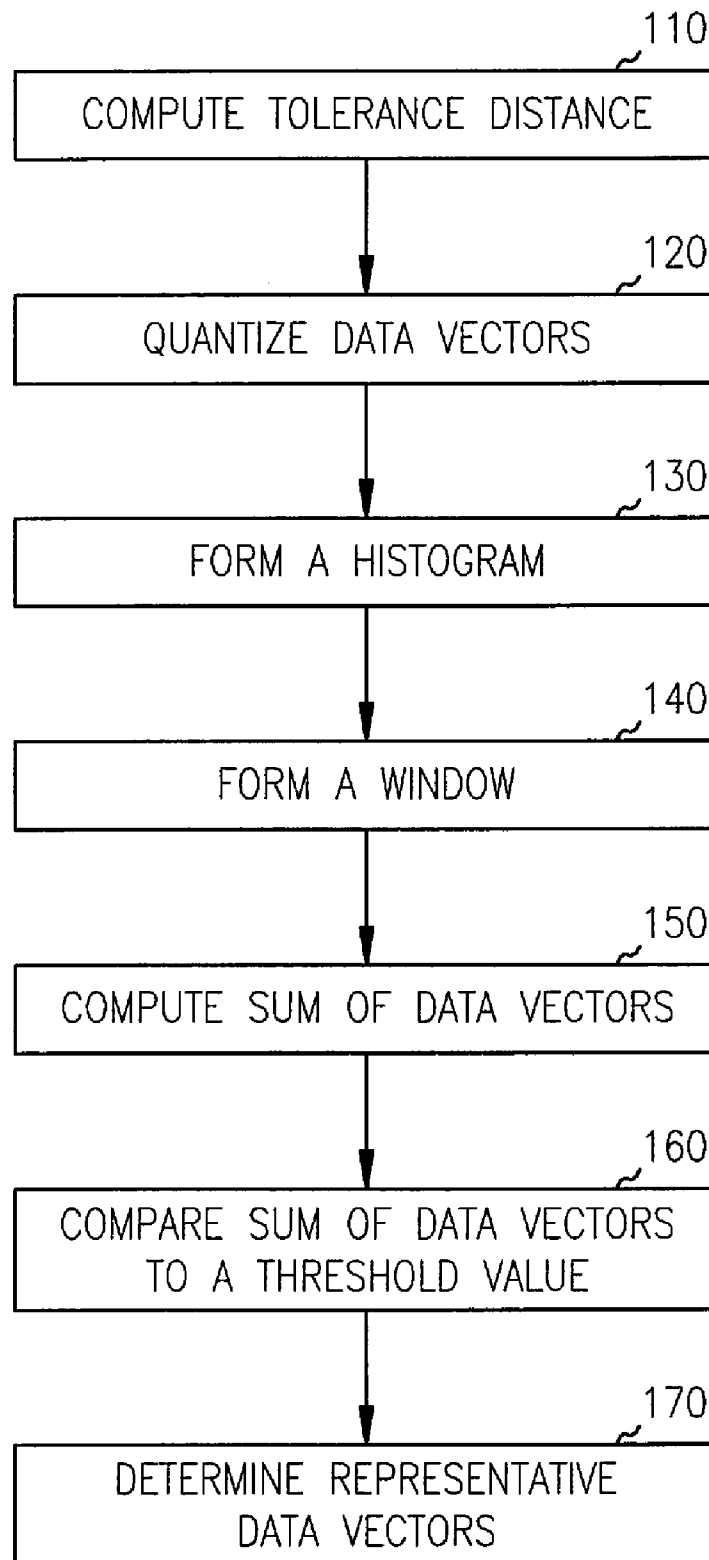 110
COMPUTE TOLERANCE DISTANCE
120
QUANTIZE DATA VECTORS
130
FORM A HISTOGRAM
140
FORM A WINDOW
150
COMPUTE SUM OF DATA VECTORS
160
COMPARE SUM OF DATA VECTORS
TO A THRESHOLD VALUE
170
DETERMINE REPRESENTATIVE
DATA VECTORS